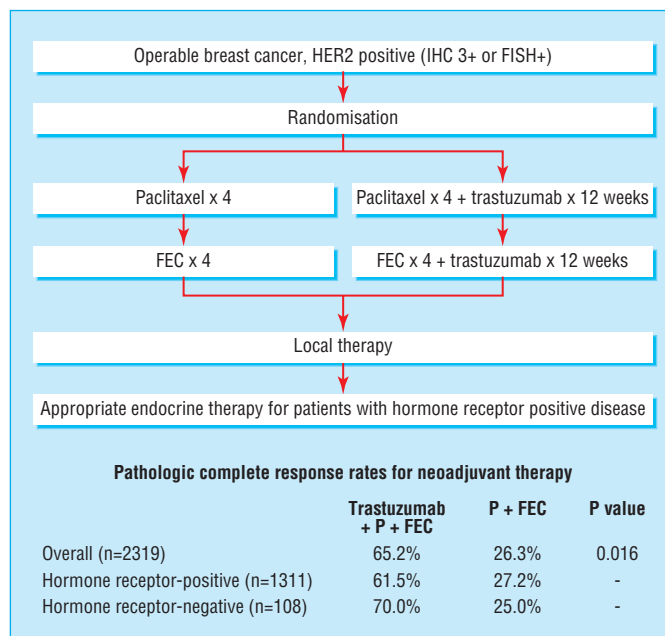 Operable breast cancer, HER2 positive (IHC 3+ or FISH+)
Randomisation
Paclitaxel x 4
Paclitaxel x 4 + trastuzumab x 12 weeks
FEC x 4
FEC x 4 + trastuzumab x 12 weeks
Local therapy
Appropriate endocrine therapy for patients with hormone receptor positive disease
Pathologic complete response rates for neoadjuvant therapy
Trastuzumab + P + FEC P + FEC P value
Overall (n=2319) 65.2% 26.3% 0.016
Hormone receptor-positive (n=1311) 61.5% 27.2% -
Hormone receptor-negative (n=108) 70.0% 25.0% -